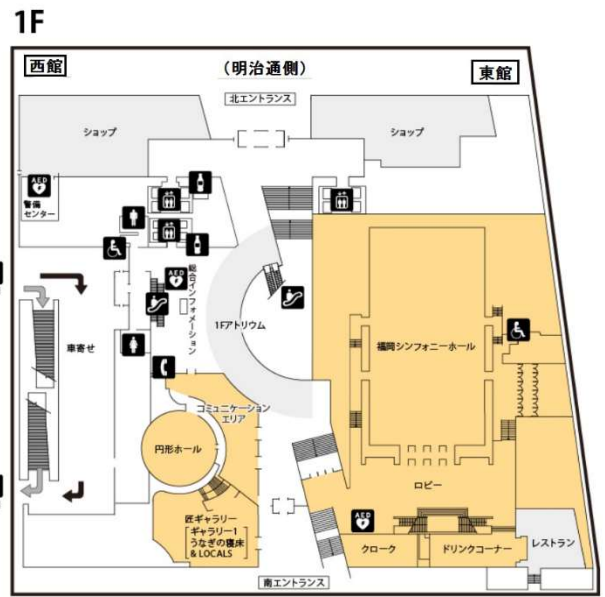 1F
西館
（明治通側）
東館
北エントランス
ショップ
ショップ
AED
警備
センター
AED
総合インフォメーション
1Fアトリウム
車寄せ
福岡シンフォニーホール
コミュニケーション
エリア
円形ホール
ロビー
匠ギャラリー
ギャラリー1
うなぎの寝床
& LOCALS
AED
クローク
ドリンクコーナー
レストラン
南エントランス